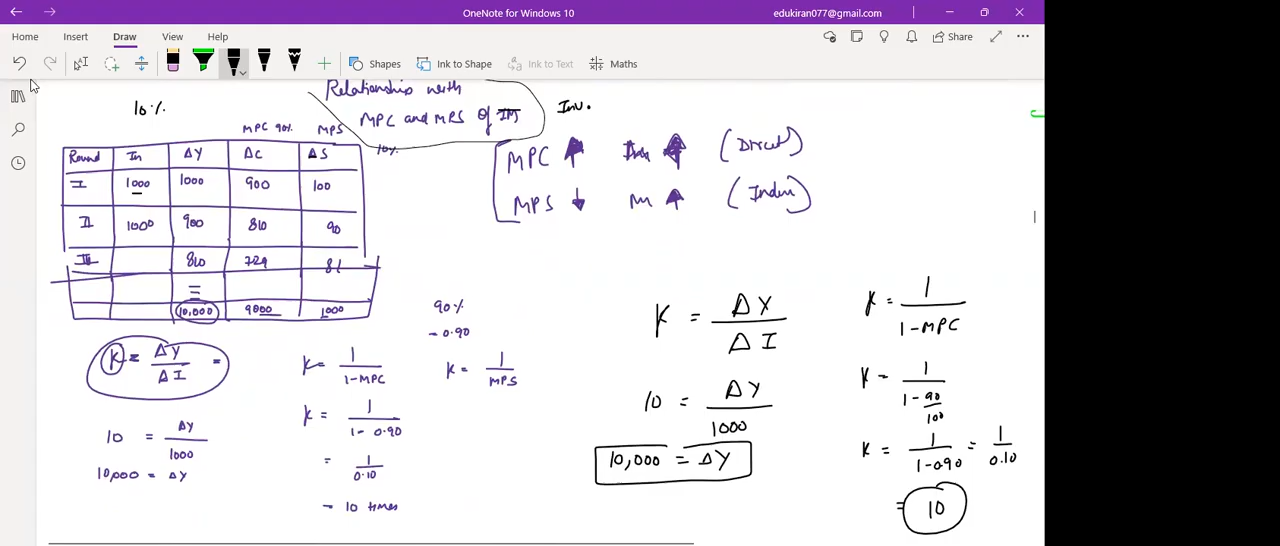 OneNote for Windows 10
edukiran077@gmail.com
Home Insert Draw View Help
Share
Shapes Ink to Shape Ink to Text Maths
10%
Relationship with
MPC and MPS of
Inv.
MPC 90% MPS
10%
Round In ΔY ΔC ΔS
I 1000 1000 900 100
II 1000 900 810 90
III 810 729 81
10,000 9000 1000
MPC ↑ ↑ (Direct)
MPS ↓ ↑
K = ΔY / ΔI =
10 = ΔY / 1000
10,000 = ΔY
K = 1 / 1-MPC
K = 1 / 1-0.90
= 1 / 0.10
= 10 times
90%
= 0.90
K = 1 / MPS
K = ΔY / ΔI
10 = ΔY / 1000
10,000 = ΔY
K = 1 / 1-MPC
K = 1 / 1-90/100
K = 1 / 1-0.90 = 1 / 0.10
= 10